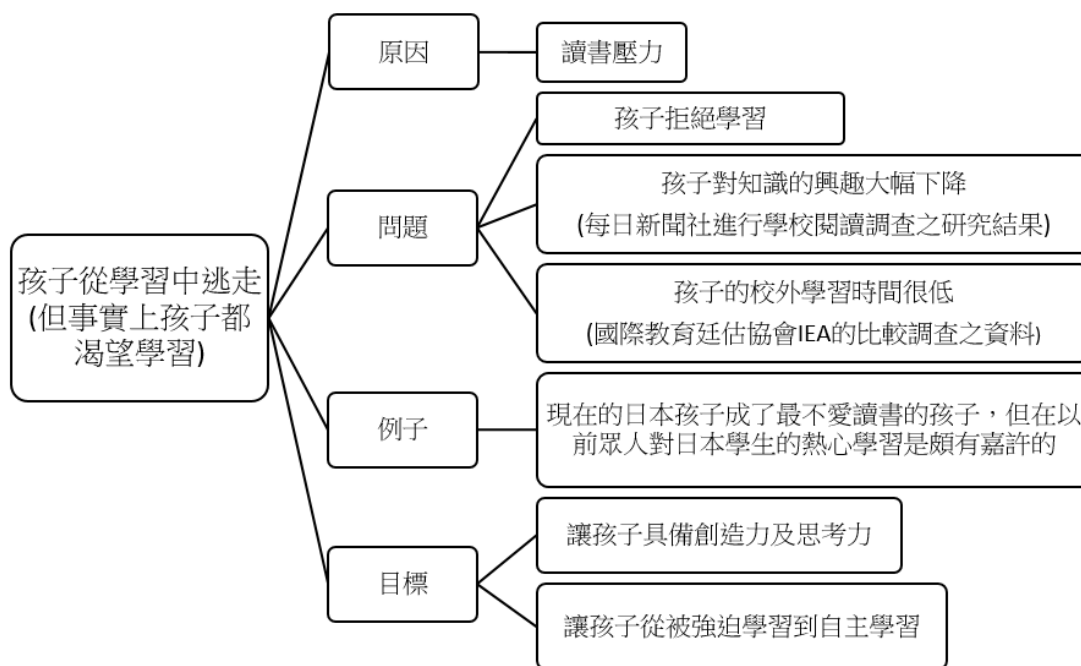 孩子從學習中逃走
(但事實上孩子都
渴望學習)
原因
讀書壓力
問題
孩子拒絕學習
孩子對知識的興趣大幅下降
(每日新聞社進行學校閱讀調查之研究結果)
孩子的校外學習時間很低
(國際教育廷估協會IEA的比較調查之資料)
例子
現在的日本孩子成了最不愛讀書的孩子，但在以
前眾人對日本學生的熱心學習是頗有嘉許的
目標
讓孩子具備創造力及思考力
讓孩子從被強迫學習到自主學習